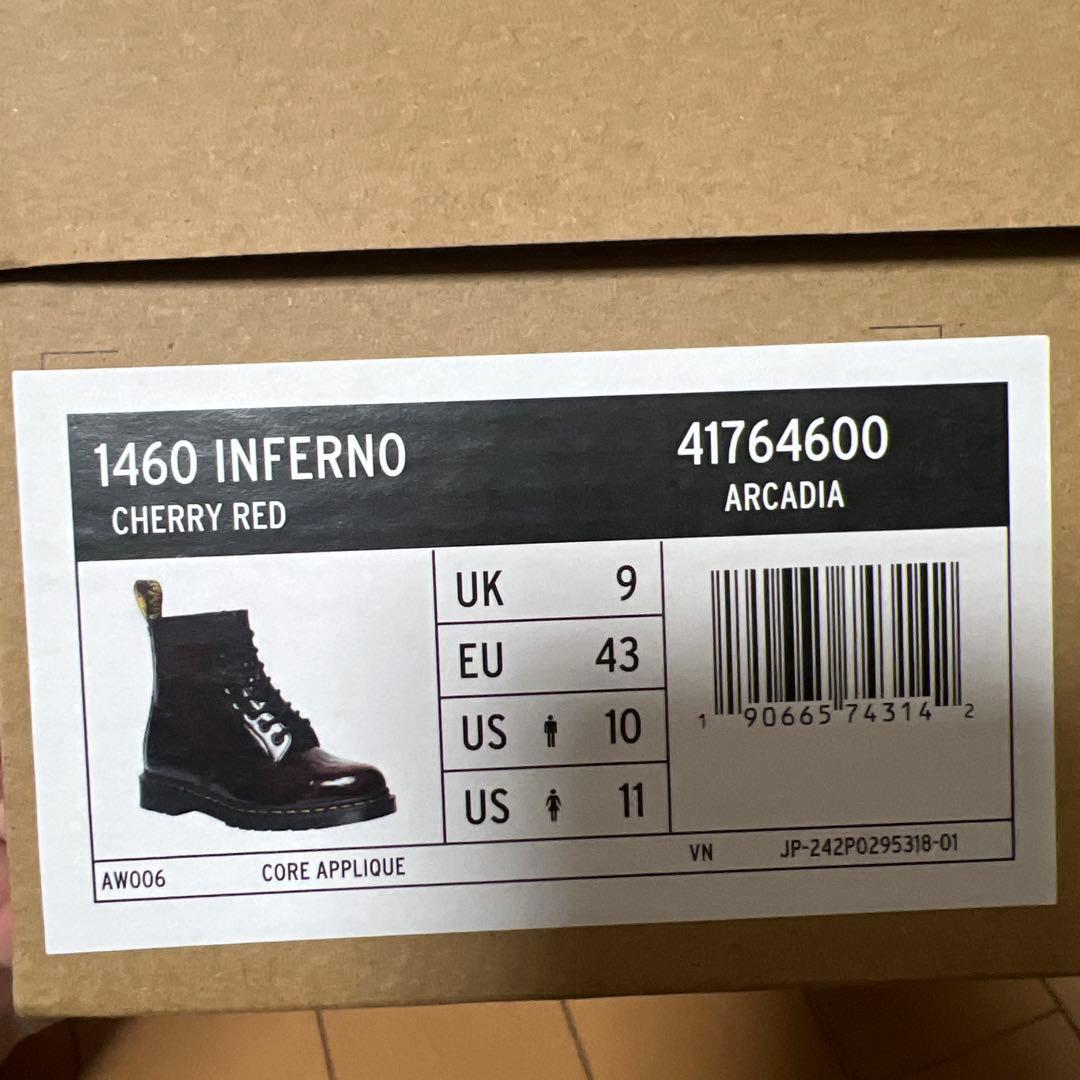 1460 INFERNO
CHERRY RED
41764600
ARCADIA
UK 9
EU 43
US 10
US 11
1 90665 74314 2
AW006 CORE APPLIQUE VN JP-242P0295318-01